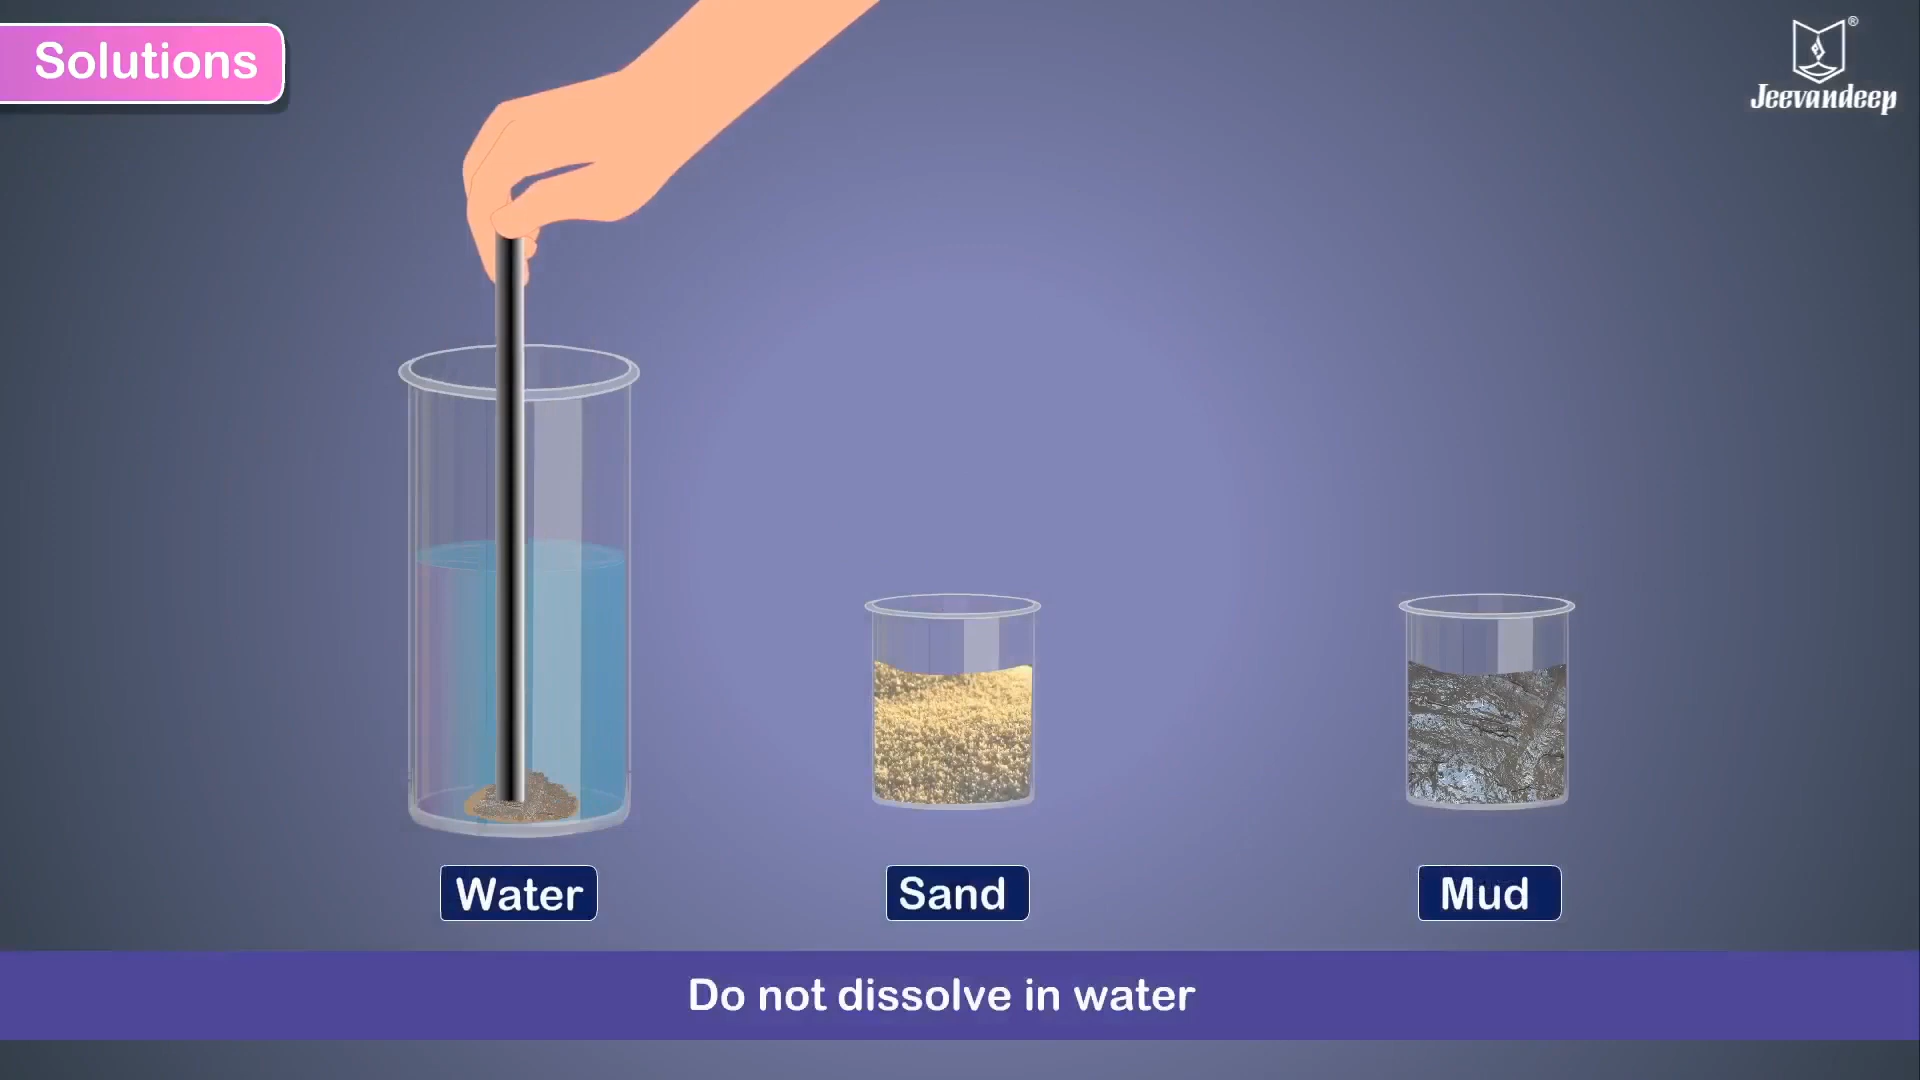 Solutions
®
Jeevandeep
Water
Sand
Mud
Do not dissolve in water